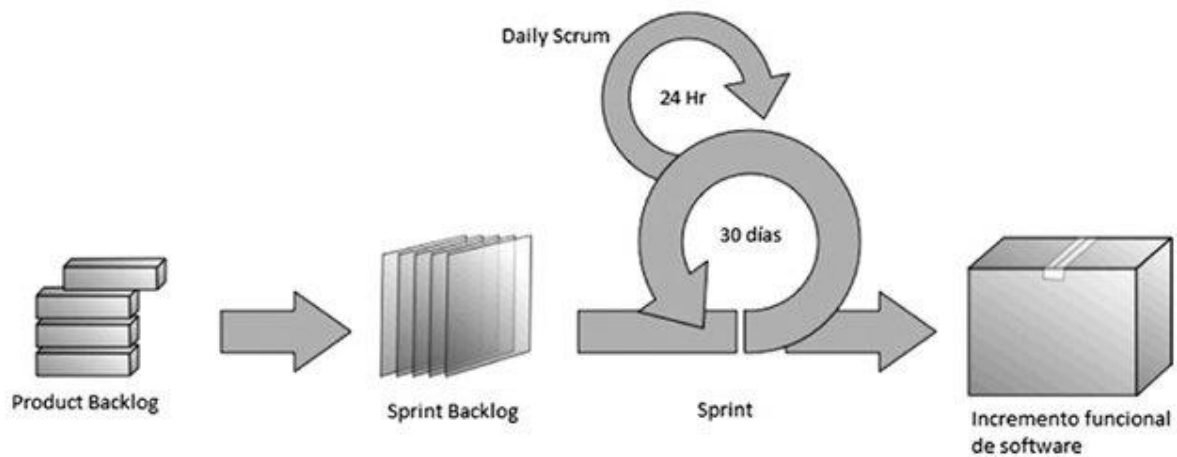 Daily Scrum
24 Hr
30 días
Product Backlog
Sprint Backlog
Sprint
Incremento funcional
de software